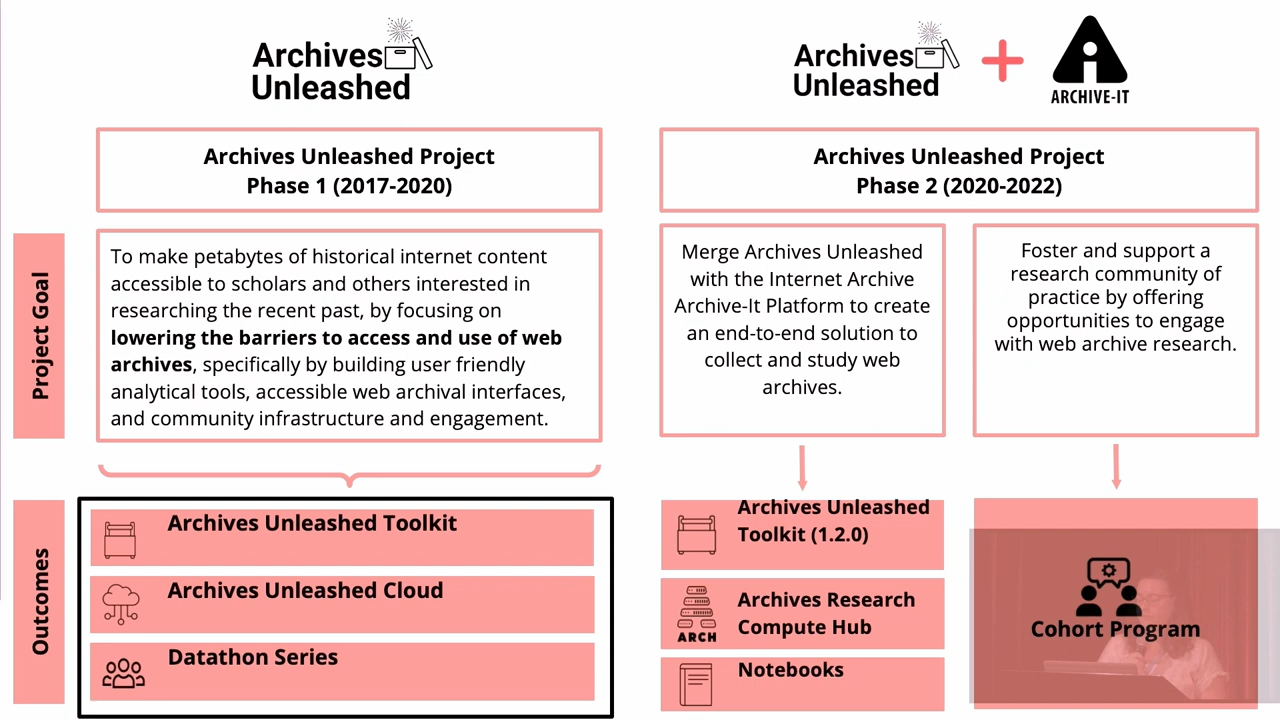 Archives
Unleashed
Archives
Unleashed
ARCHIVE-IT
Archives Unleashed Project
Phase 1 (2017-2020)
Archives Unleashed Project
Phase 2 (2020-2022)
Project Goal
To make petabytes of historical internet content
accessible to scholars and others interested in
researching the recent past, by focusing on
lowering the barriers to access and use of web
archives, specifically by building user friendly
analytical tools, accessible web archival interfaces,
and community infrastructure and engagement.
Merge Archives Unleashed
with the Internet Archive
Archive-It Platform to create
an end-to-end solution to
collect and study web
archives.
Foster and support a
research community of
practice by offering
opportunities to engage
with web archive research.
Outcomes
Archives Unleashed Toolkit
Archives Unleashed Cloud
Datathon Series
Archives Unleashed
Toolkit (1.2.0)
ARCH
Archives Research
Compute Hub
Notebooks
Cohort Program